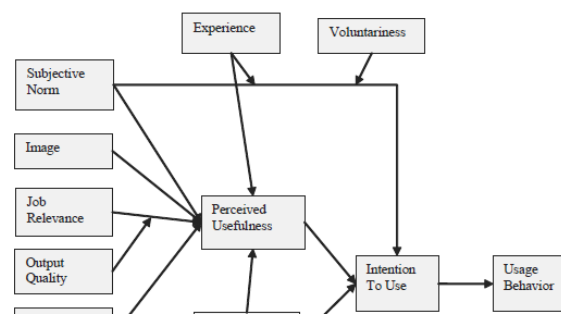 Experience
Voluntariness
Subjective
Norm
Image
Job
Relevance
Perceived
Usefulness
Output
Quality
Intention
To Use
Usage
Behavior